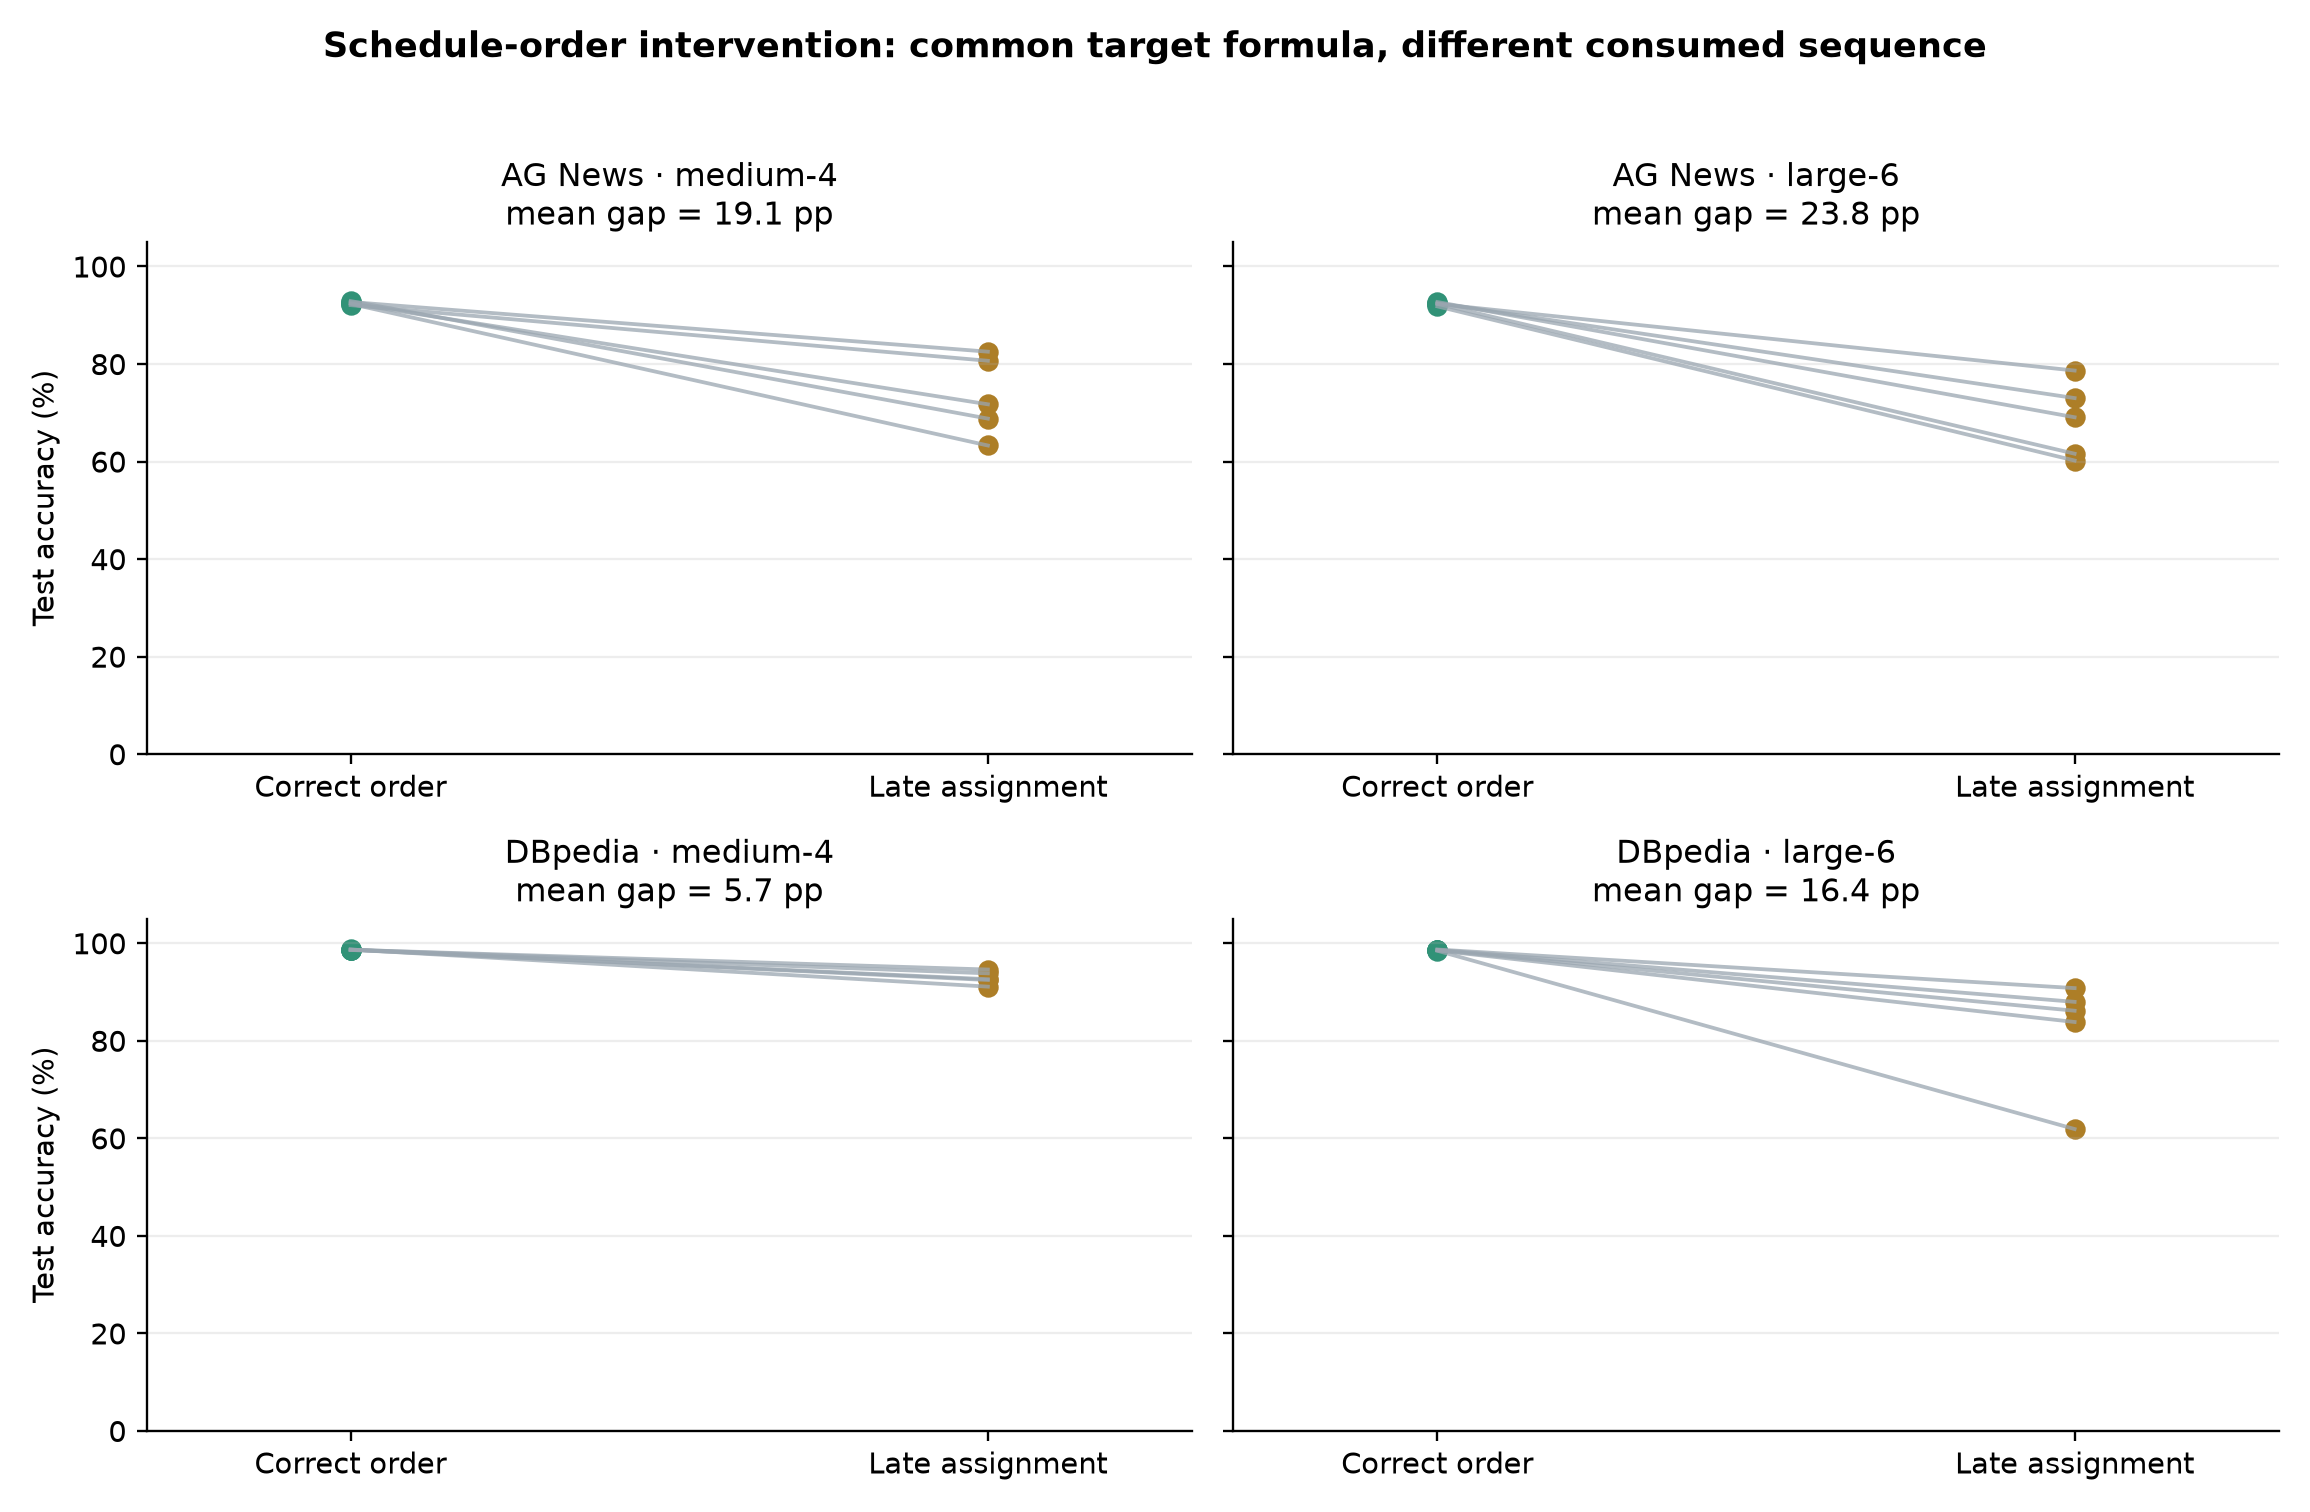 Schedule-order intervention: common target formula, different consumed sequence
AG News · medium-4
mean gap = 19.1 pp
AG News · large-6
mean gap = 23.8 pp
Test accuracy (%)
100
80
60
40
20
0
Correct order
Late assignment
Correct order
Late assignment
DBpedia · medium-4
mean gap = 5.7 pp
DBpedia · large-6
mean gap = 16.4 pp
Test accuracy (%)
100
80
60
40
20
0
Correct order
Late assignment
Correct order
Late assignment